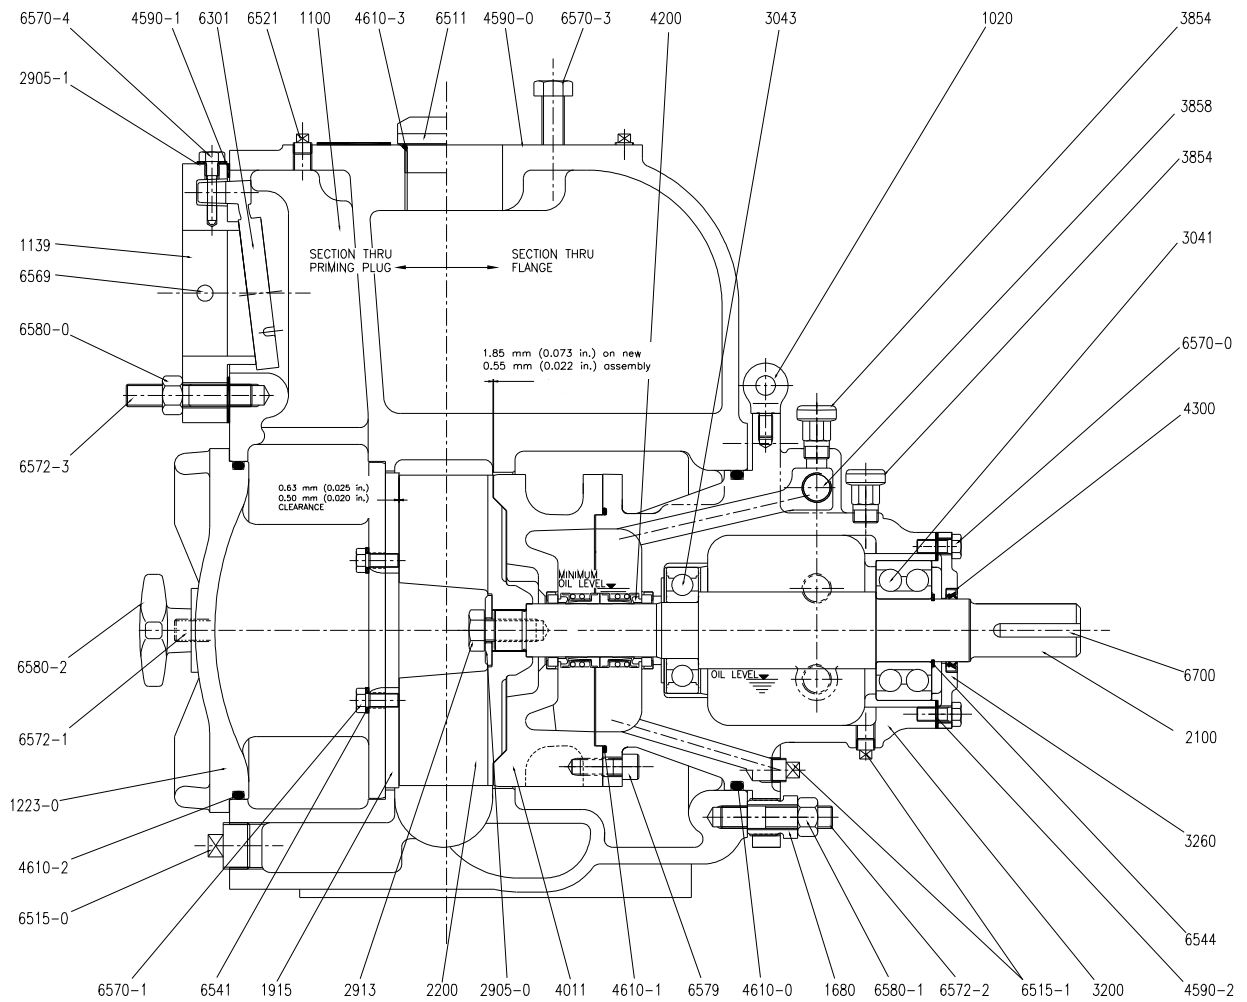 6570-4 4590-1 6301 6521 1100 4610-3 6511 4590-0 6570-3 4200 3043 1020 3854
2905-1
3858
3854
1139
3041
SECTION THRU
PRIMING PLUG
SECTION THRU
FLANGE
6569
6580-0
6570-0
1.85 mm (0.073 in.) on new
0.55 mm (0.022 in.) assembly
4300
6572-3
0.63 mm (0.025 in.)
0.50 mm (0.020 in.)
CLEARANCE
MINIMUM
OIL LEVEL
6580-2
OIL LEVEL
6700
6572-1
2100
1223-0
3260
4610-2
6515-0
6544
6570-1 6541 1915 2913 2200 2905-0 4011 4610-1 6579 4610-0 1680 6580-1 6572-2 6515-1 3200 4590-2